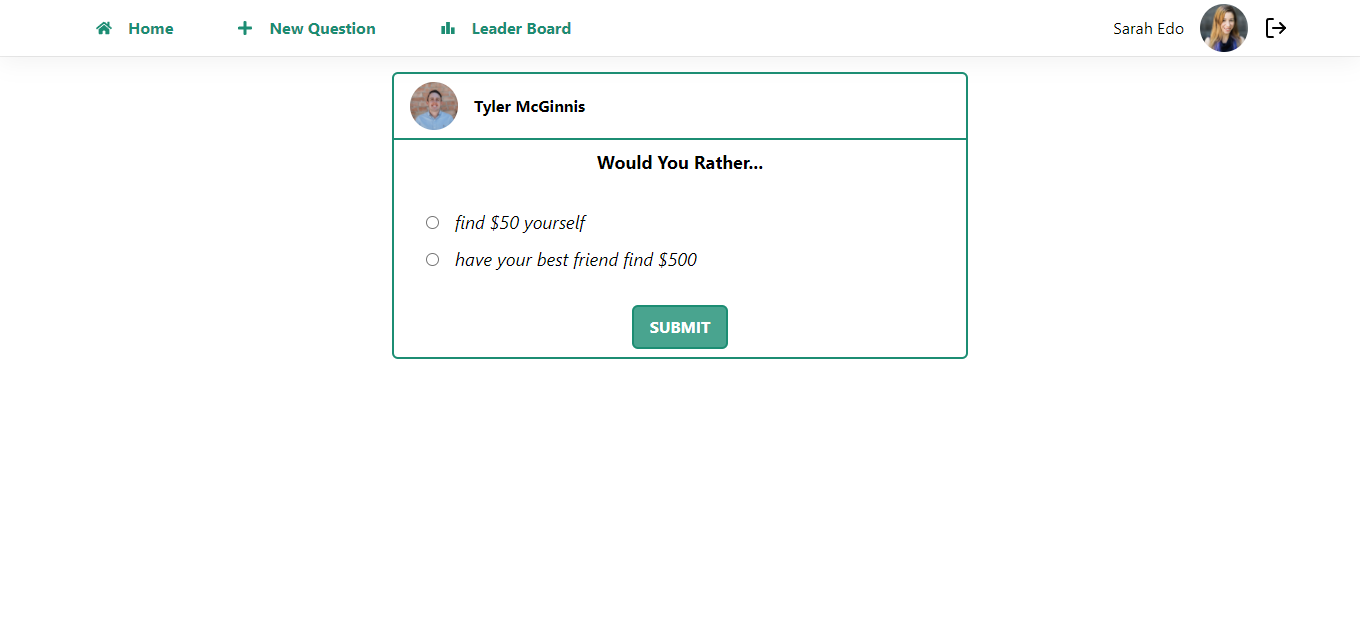 Home New Question Leader Board Sarah Edo
Tyler McGinnis
Would You Rather...
find $50 yourself
have your best friend find $500
SUBMIT